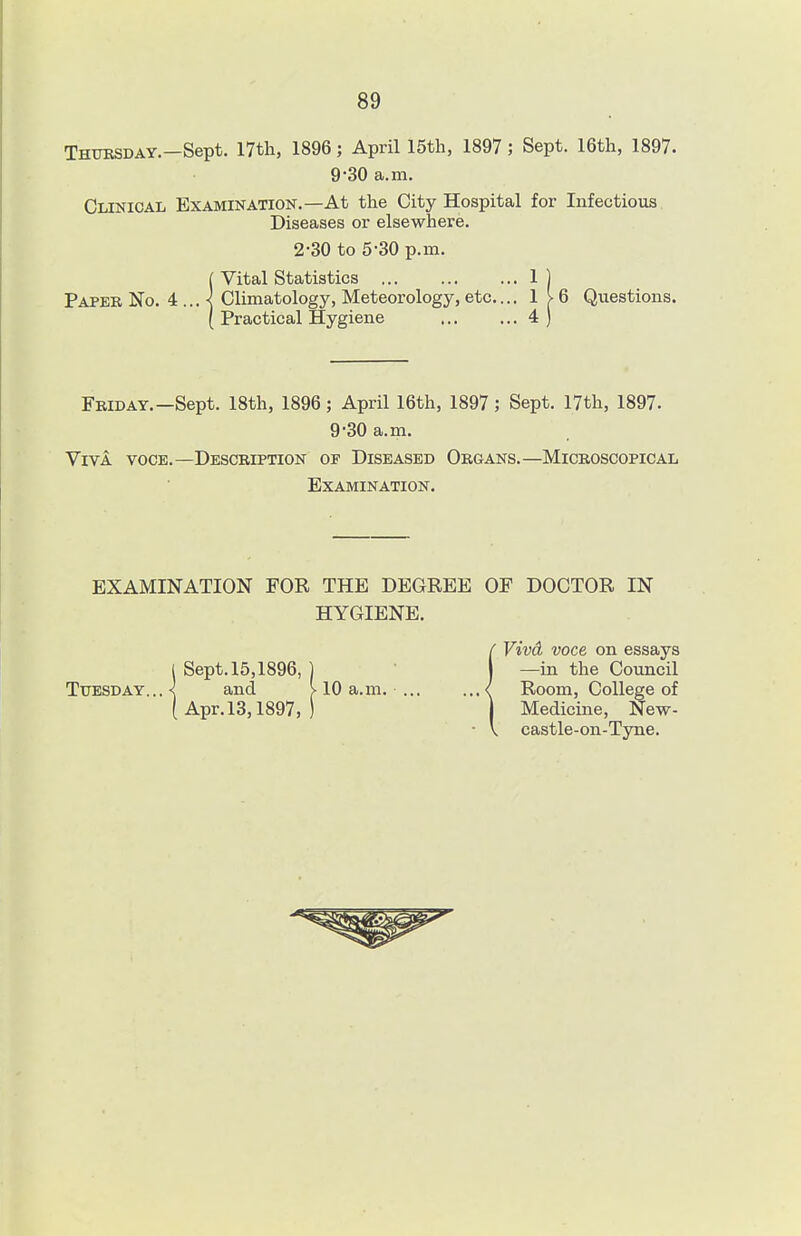 89
Thursday.—Sept. 17th, 1896; April 15th, 1897; Sept. 16th, 1897.
9·30 a.m.
Clinical Examination.—At the City Hospital for Infectious
Diseases or elsewhere.
2·30 to 5·30 p.m.
Vital Statistics ... ... ... 1
Paper No. 4 ... { Climatology, Meteorology, etc.... 1 } 6 Questions.
Practical Hygiene ... ... 4
Friday.—Sept. 18th, 1896; April 16th, 1897; Sept. 17th, 1897.
9·30 a.m.
Vivâ voce.—Description of Diseased Organs.—Microscopical
Examination.
EXAMINATION FOR THE DEGREE OF DOCTOR IN
HYGIENE.
Tuesday... { Sept.15,1896, and Apr.13,1897, } 10 a.m. ... ... { Vivâ voce on essays
—in the Council
Room, College of
Medicine, New-
castle-on-Tyne.